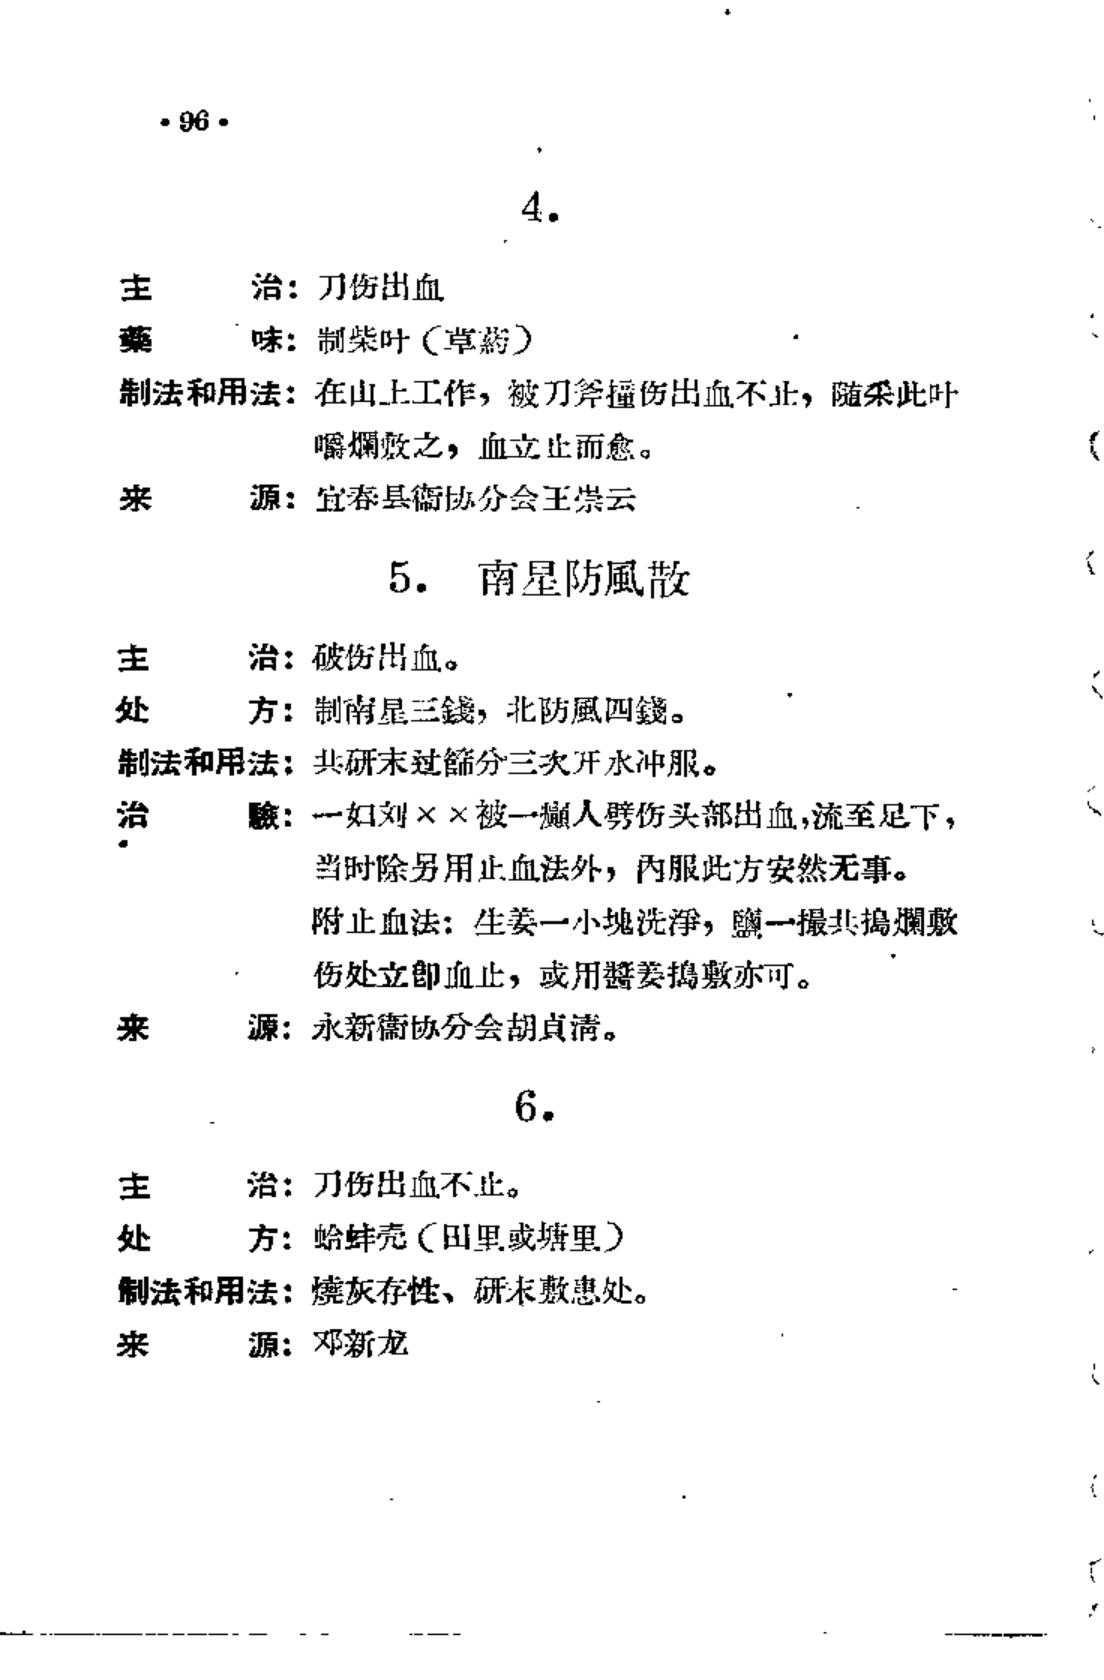 • 96 •
4.
主 治：刀伤出血
藥 味：制柴叶（草药）
制法和用法：在山上工作，被刀斧撞伤出血不止，随采此叶
嚼爛敷之，血立止而愈。
来 源：宜春县衞协分会王崇云
5. 南星防風散
主 治：破伤出血。
处 方：制南星三錢，北防風四錢。
制法和用法：共研末过篩分三次开水冲服。
治 驗：一妇刘××被一癲人劈伤头部出血，流至足下，
当时除另用止血法外，內服此方安然无事。
附止血法：生姜一小塊洗淨，鹽一撮共搗爛敷
伤处立卽血止，或用醬姜搗敷亦可。
来 源：永新衞协分会胡貞淸。
6.
主 治：刀伤出血不止。
处 方：蛤蚌壳（田里或塘里）
制法和用法：燒灰存性、研末敷患处。
来 源：邓新龙